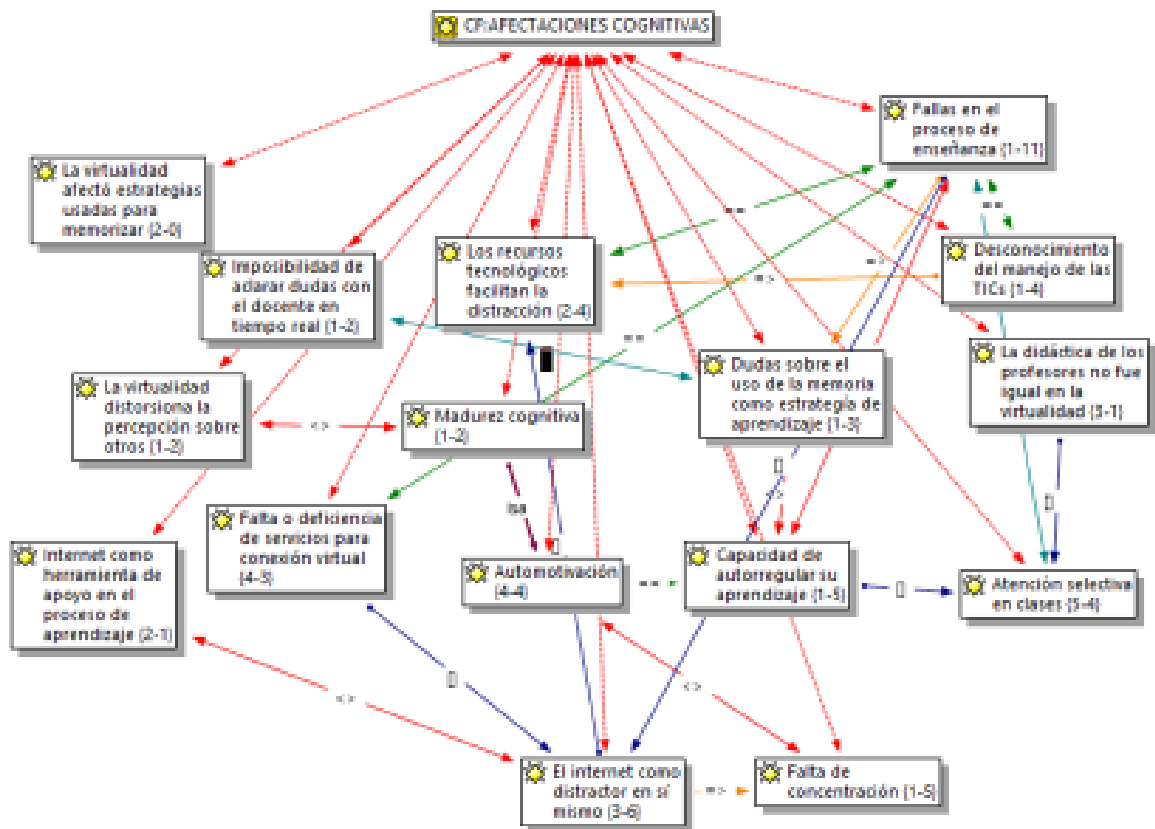 CF:AFECTACIONES COGNITIVAS
Fallas en el
proceso de
enseñanza {1-11}
La virtualidad
afectó estrategias
usadas para
memorizar {2-0}
Imposibilidad de
aclarar dudas con
el docente en
tiempo real {1-2}
Los recursos
tecnológicos
facilitan la
distracción {2-4}
Desconocimiento
del manejo de las
TICs {1-4}
==
==
=>
=>
==
La virtualidad
distorsiona la
percepción sobre
otros {1-2}
<>
Madurez cognitiva
{1-2}
Dudas sobre el
uso de la memoria
como estrategia de
aprendizaje {1-3}
La didáctica de los
profesores no fue
igual en la
virtualidad {3-1}
isa
[]
<>
[]
[]
Internet como
herramienta de
apoyo en el
proceso de
aprendizaje {2-1}
Falta o deficiencia
de servicios para
conexión virtual
{4-3}
Automotivación
{4-4}
==
Capacidad de
autorregular su
aprendizaje {1-5}
[]
Atención selectiva
en clases {5-4}
[]
<>
<>
El internet como
distractor en sí
mismo {3-6}
=>
Falta de
concentración {1-5}